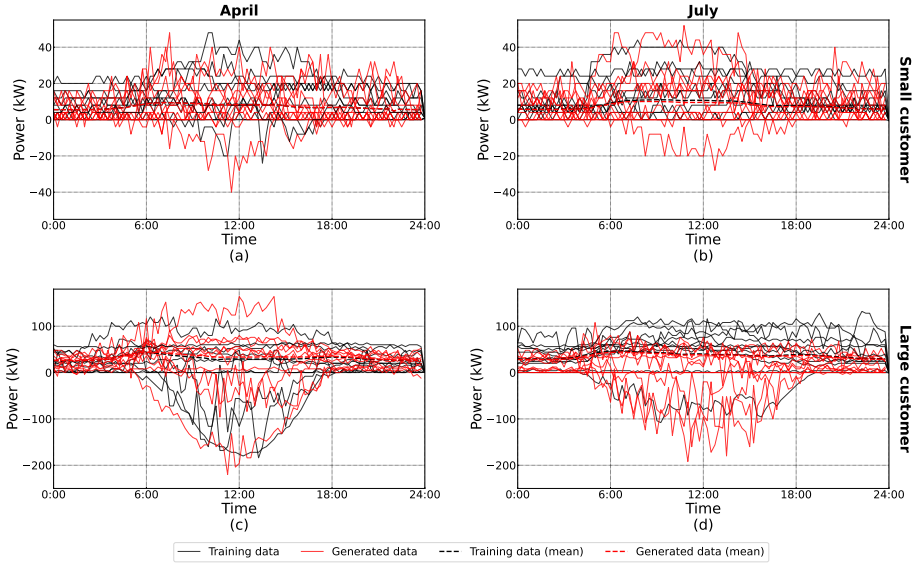 April
July
Power (kW)
40
20
0
−20
−40
0:00 6:00 12:00 18:00 24:00
Time
(a)
Power (kW)
40
20
0
−20
−40
0:00 6:00 12:00 18:00 24:00
Time
(b)
Small customer
Power (kW)
100
0
−100
−200
0:00 6:00 12:00 18:00 24:00
Time
(c)
Power (kW)
100
0
−100
−200
0:00 6:00 12:00 18:00 24:00
Time
(d)
Large customer
Training data Generated data Training data (mean) Generated data (mean)